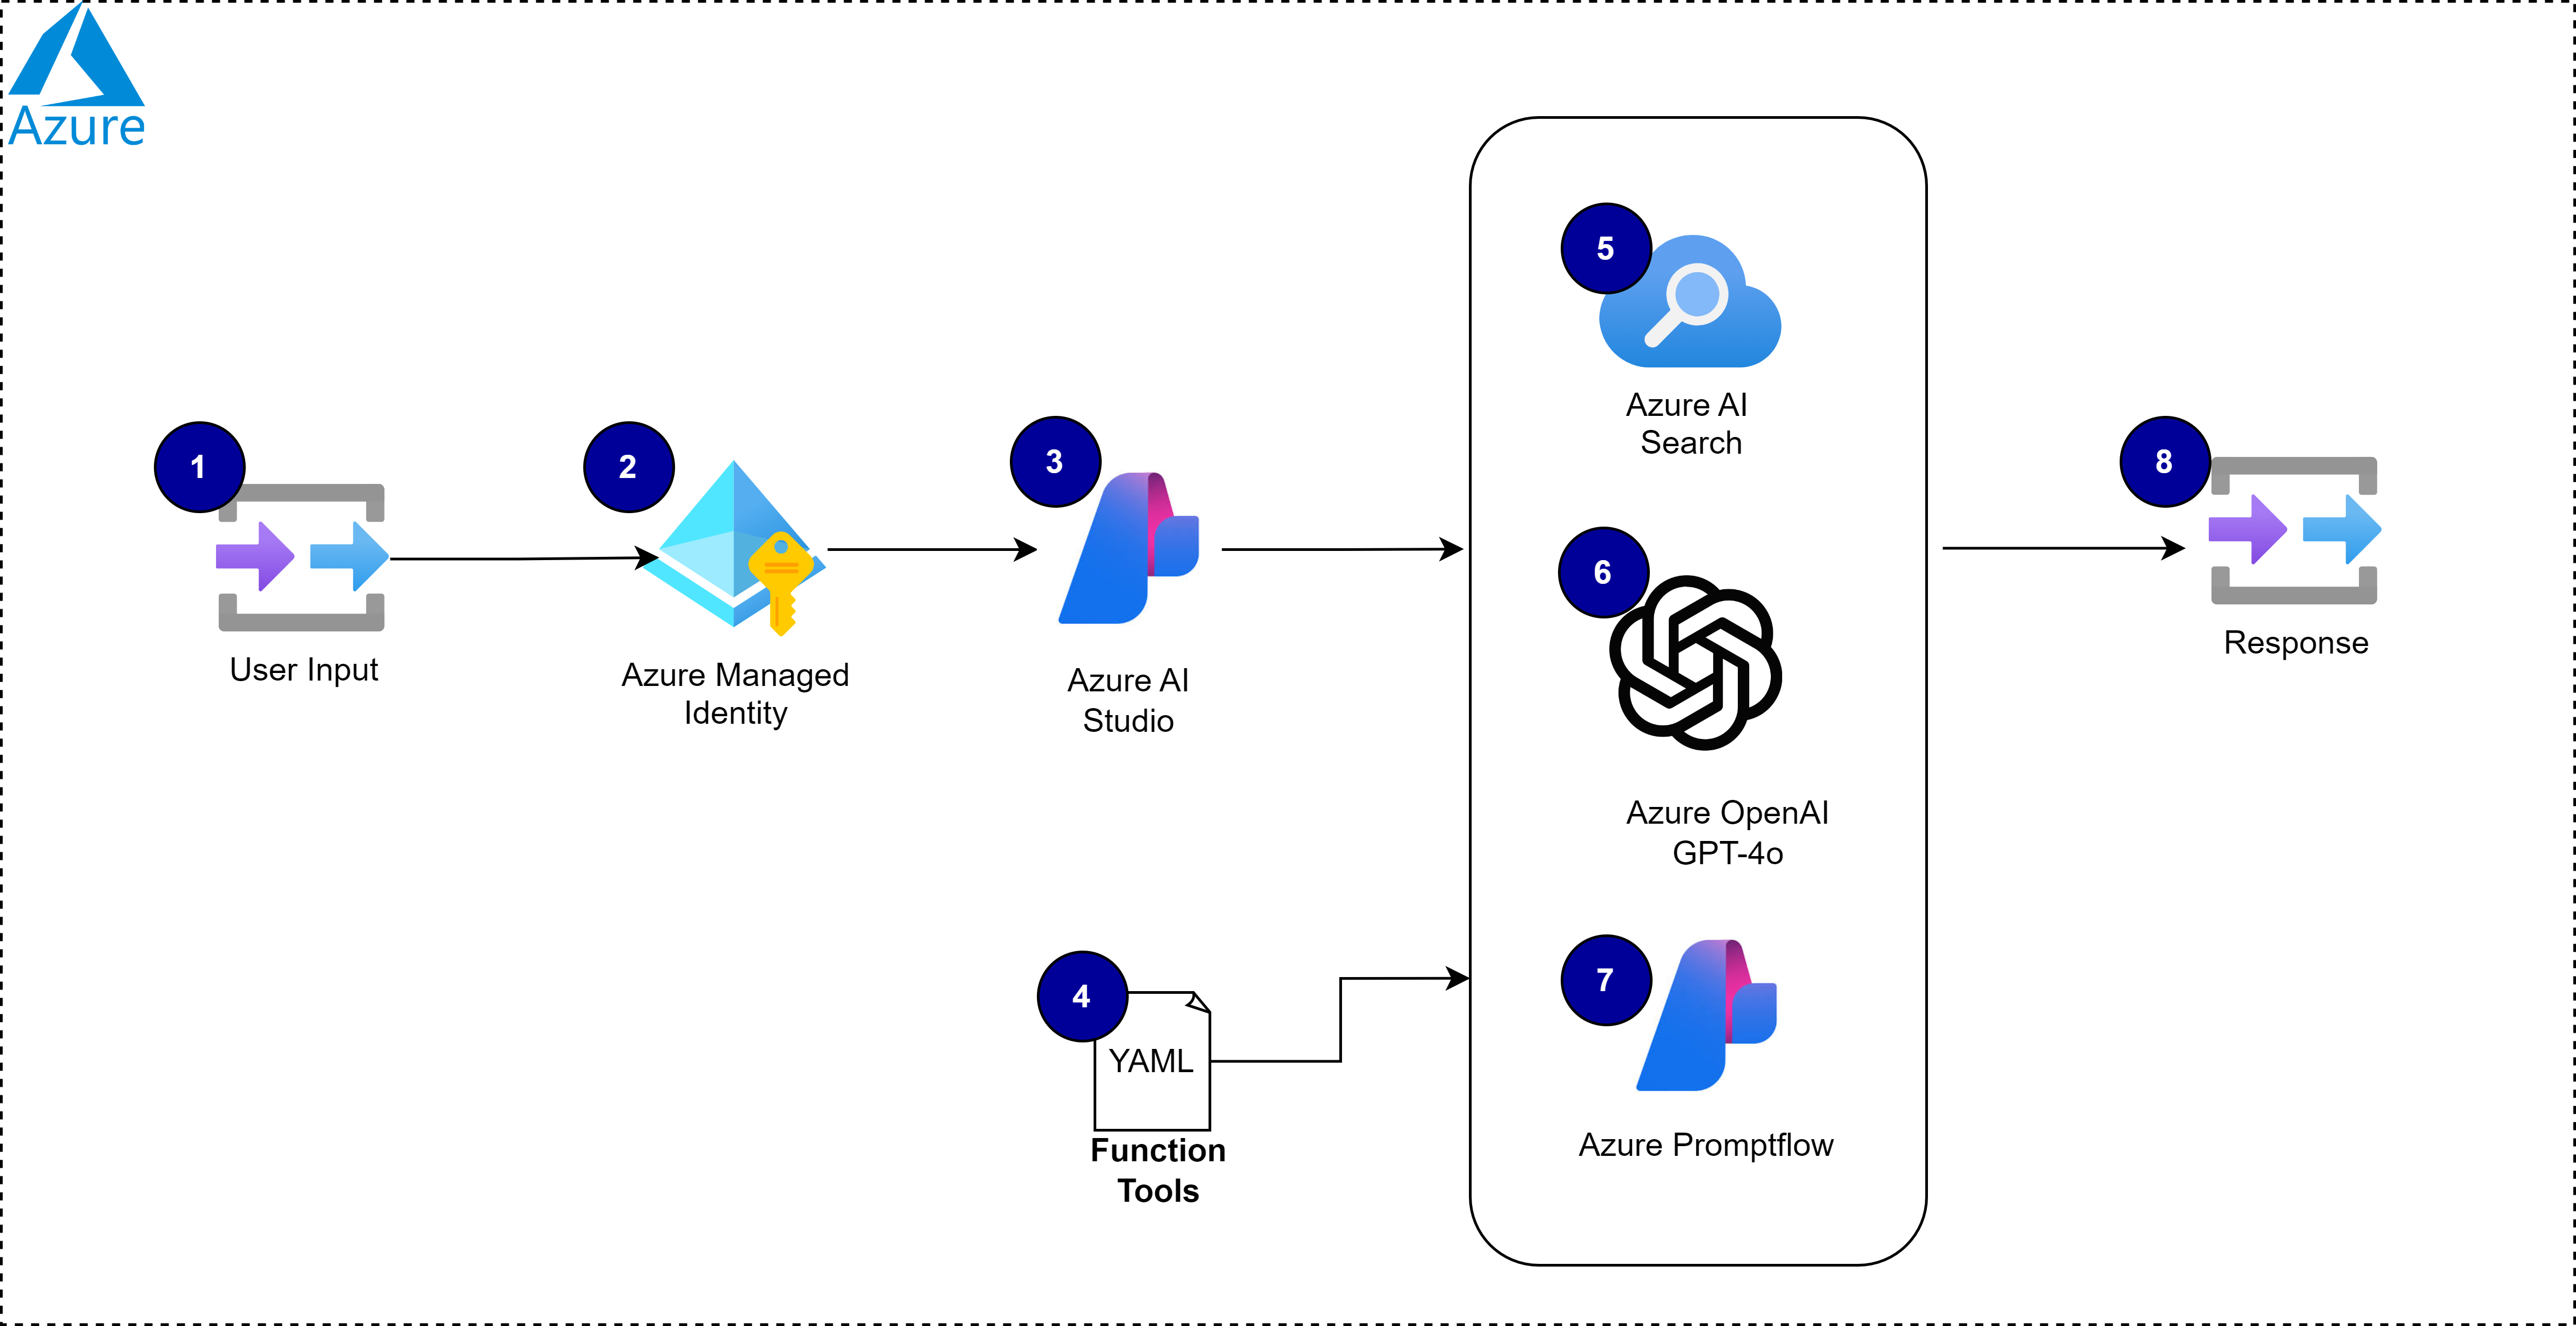 Azure
1
User Input
2
Azure Managed
Identity
3
Azure AI
Studio
4
YAML
Function
Tools
5
Azure AI
Search
6
Azure OpenAI
GPT-4o
7
Azure Promptflow
8
Response